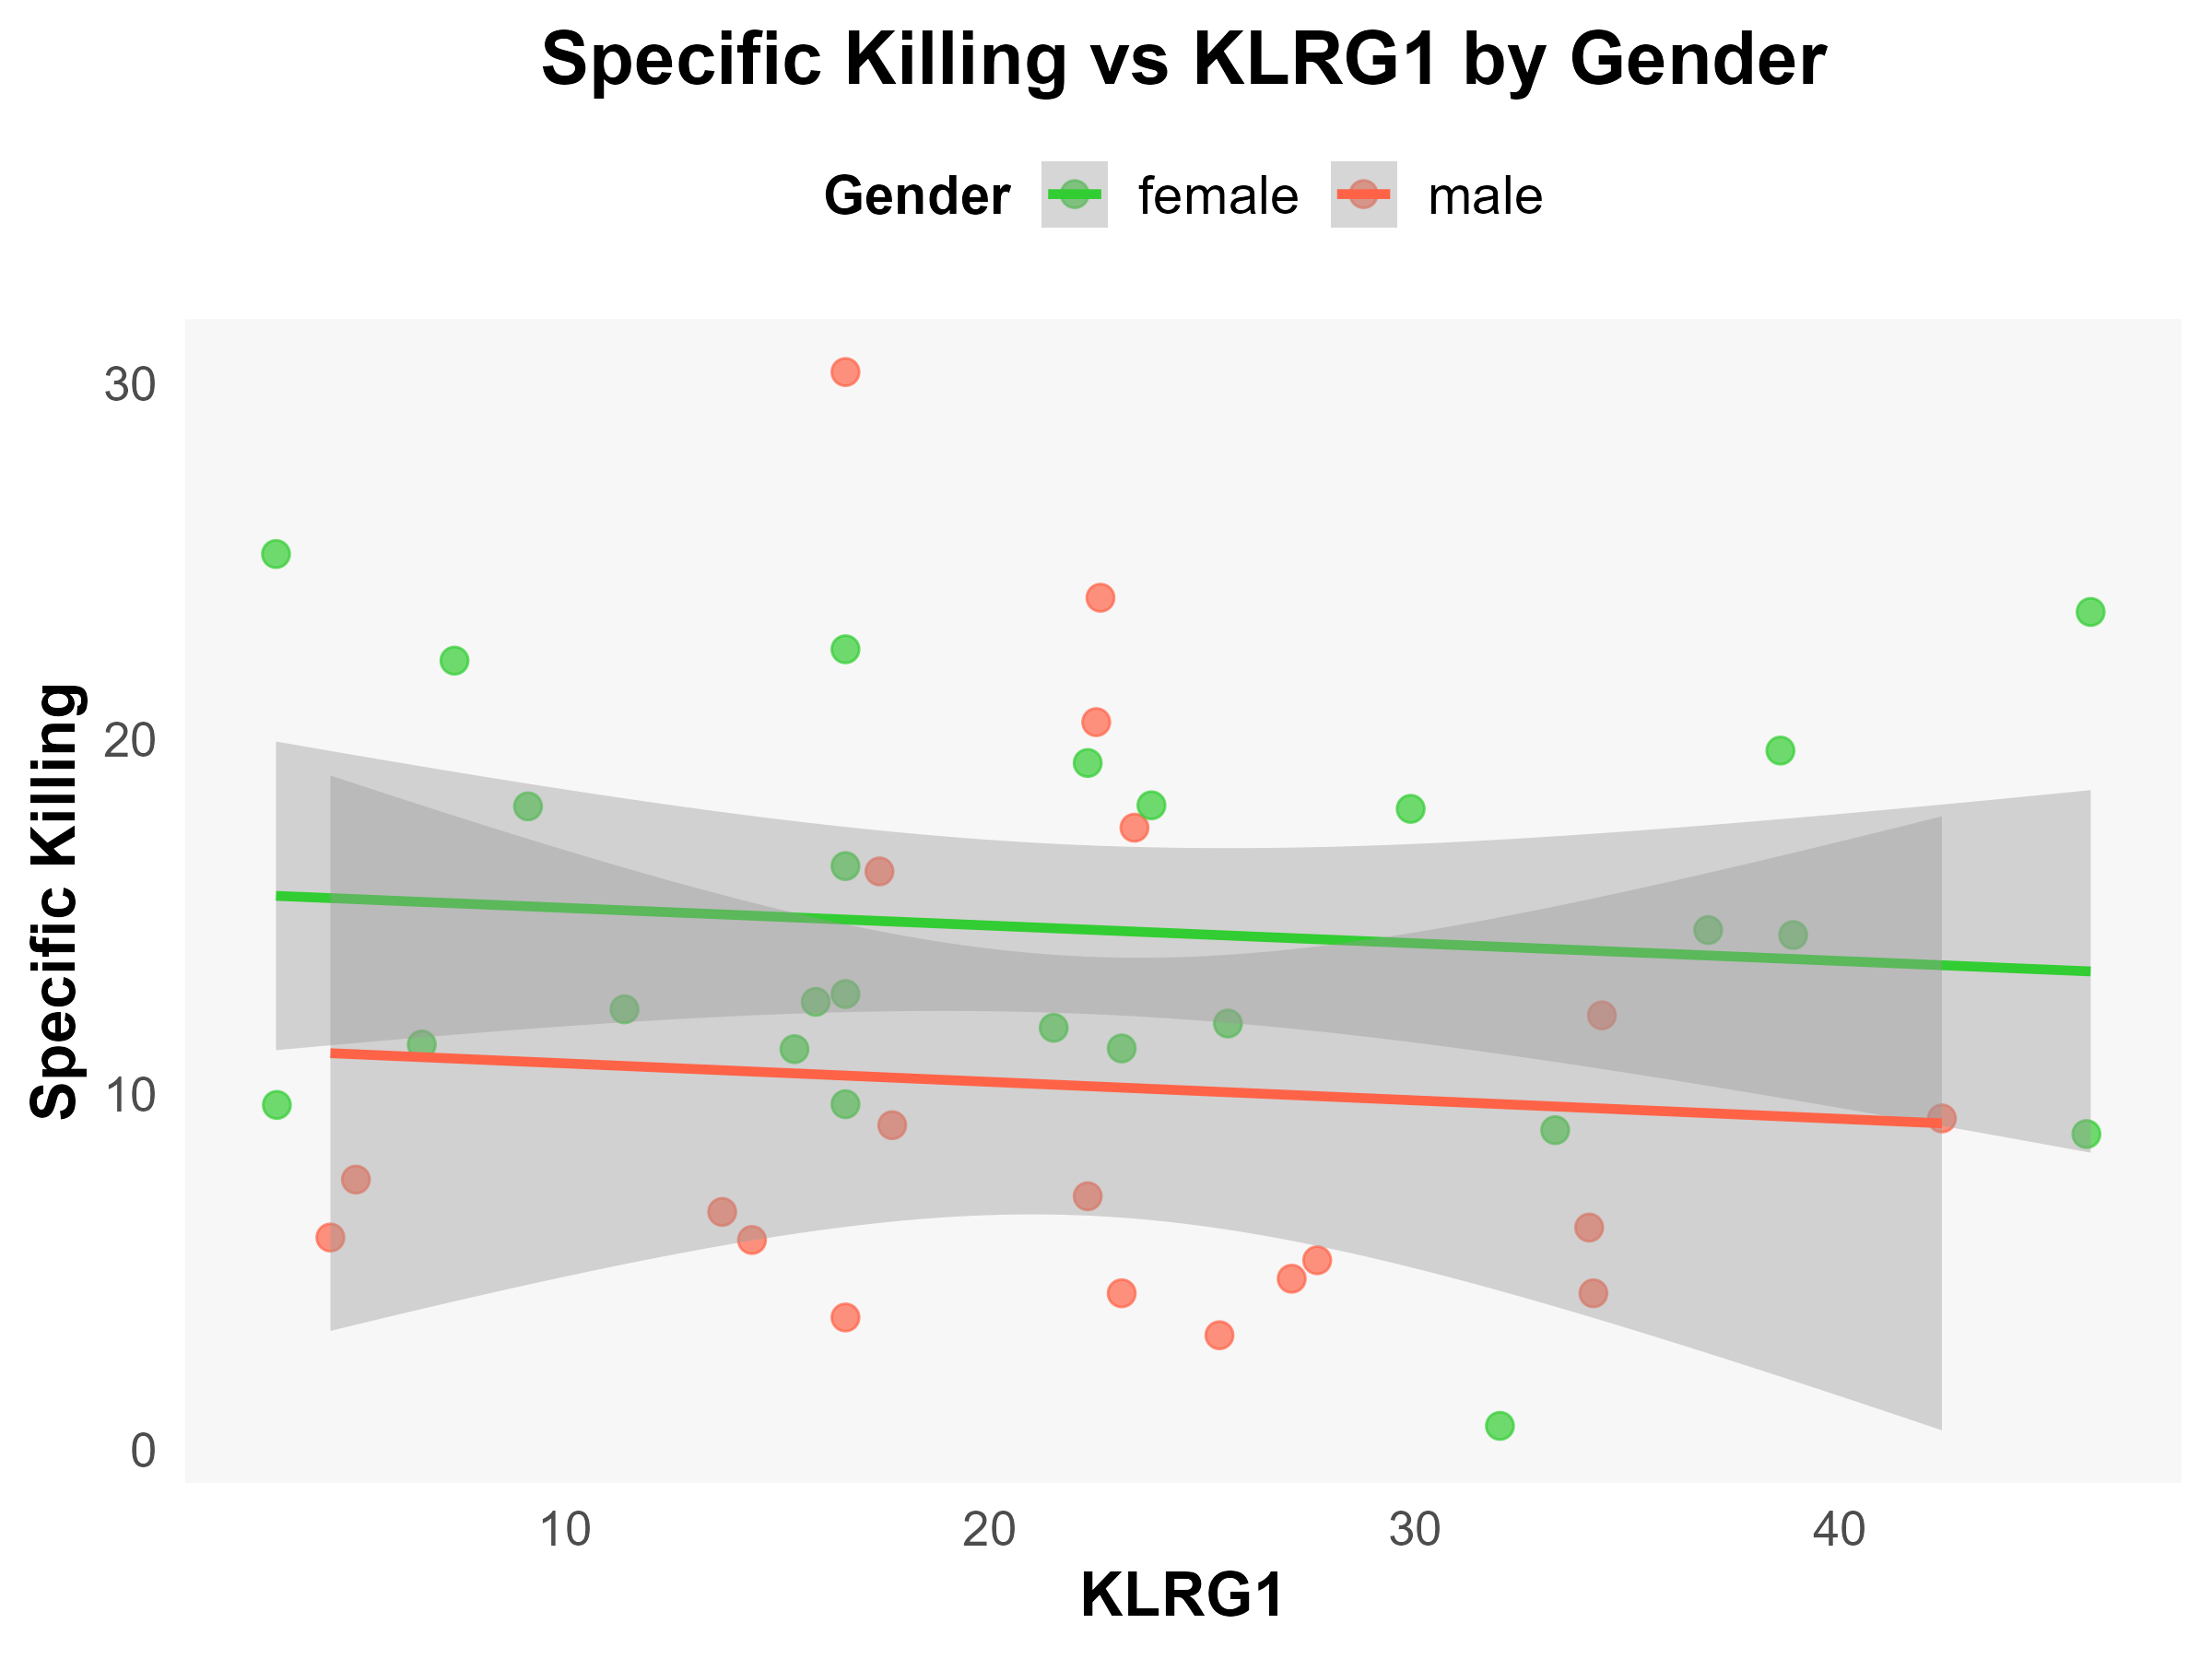 Specific Killing vs KLRG1 by Gender
Gender female male
30
20
10
0
Specific Killing
10 20 30 40
KLRG1